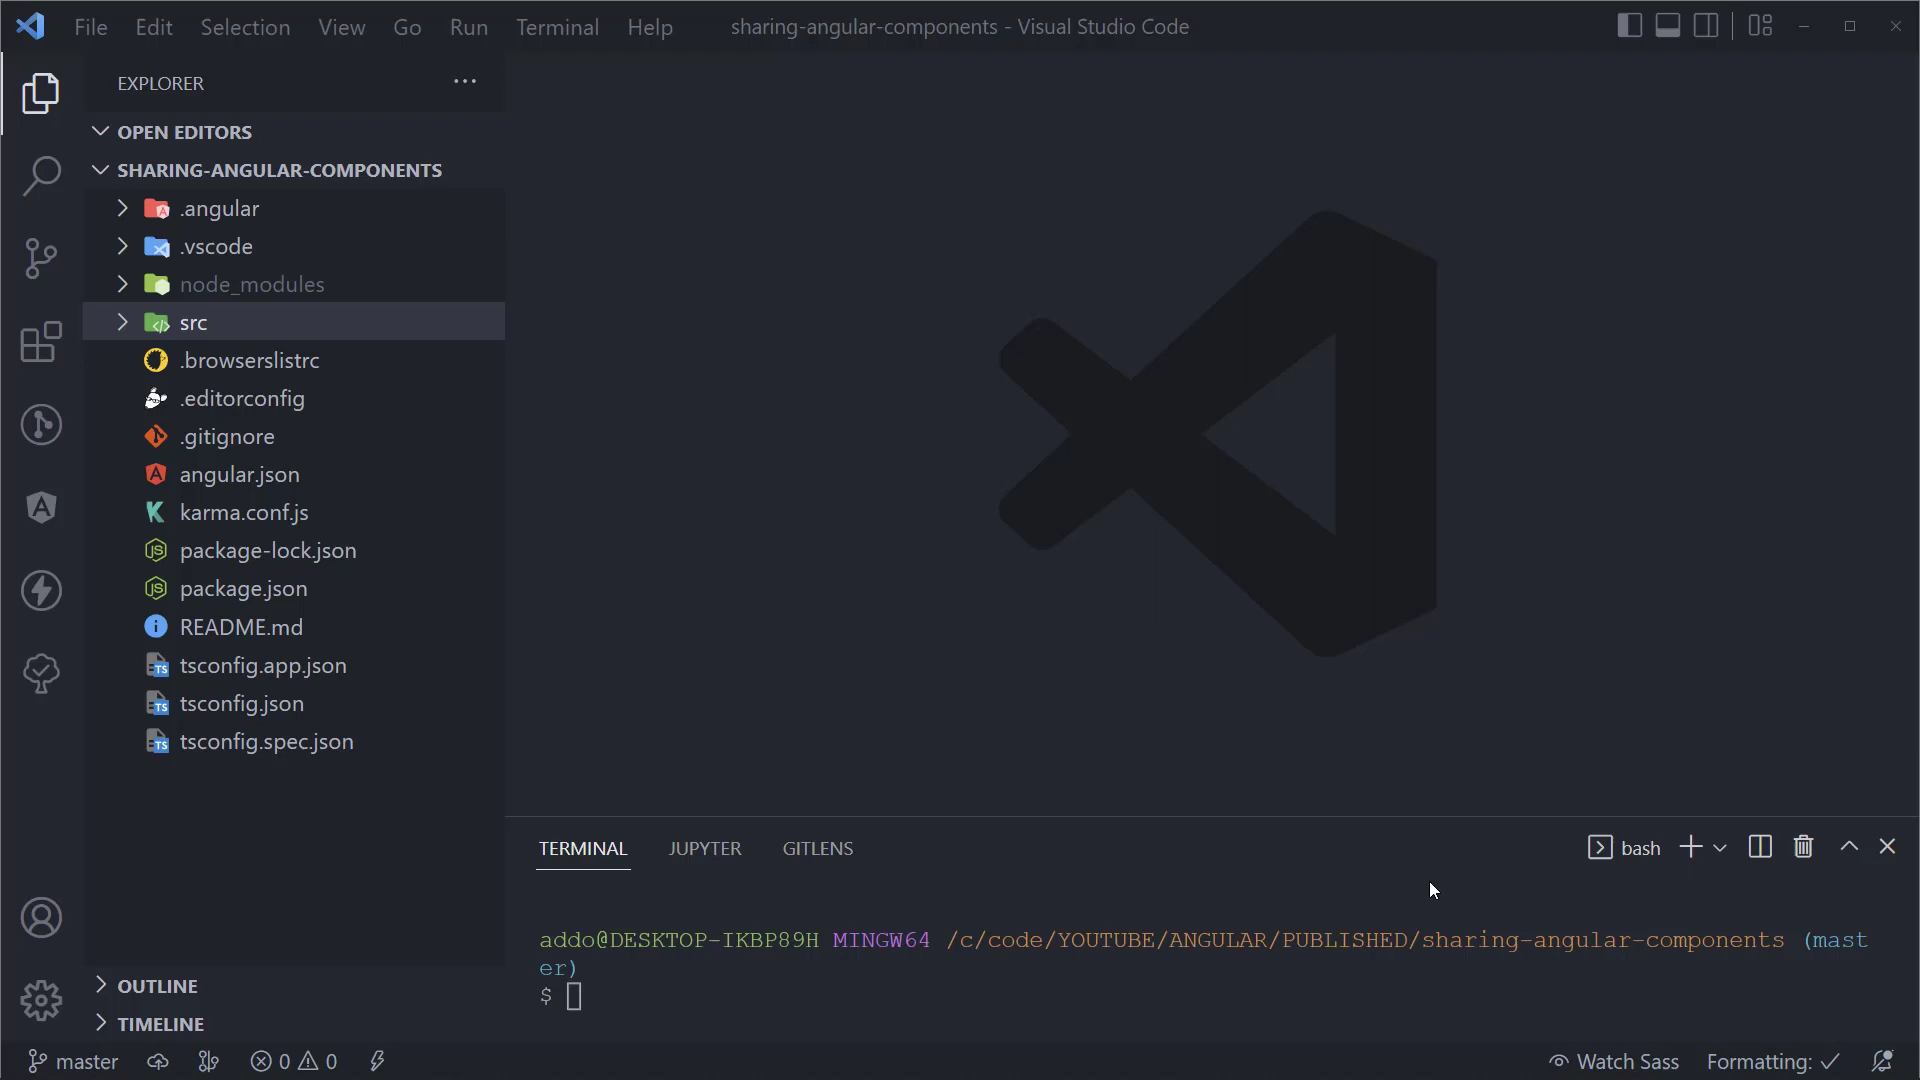 File Edit Selection View Go Run Terminal Help sharing-angular-components - Visual Studio Code
EXPLORER
OPEN EDITORS
SHARING-ANGULAR-COMPONENTS
.angular
.vscode
node_modules
src
.browserslistrc
.editorconfig
.gitignore
angular.json
karma.conf.js
package-lock.json
package.json
README.md
tsconfig.app.json
tsconfig.json
tsconfig.spec.json
OUTLINE
TIMELINE
TERMINAL JUPYTER GITLENS bash
addo@DESKTOP-IKBP89H MINGW64 /c/code/YOUTUBE/ANGULAR/PUBLISHED/sharing-angular-components (mast
er)
$
master 0 0 Watch Sass Formatting: ✓